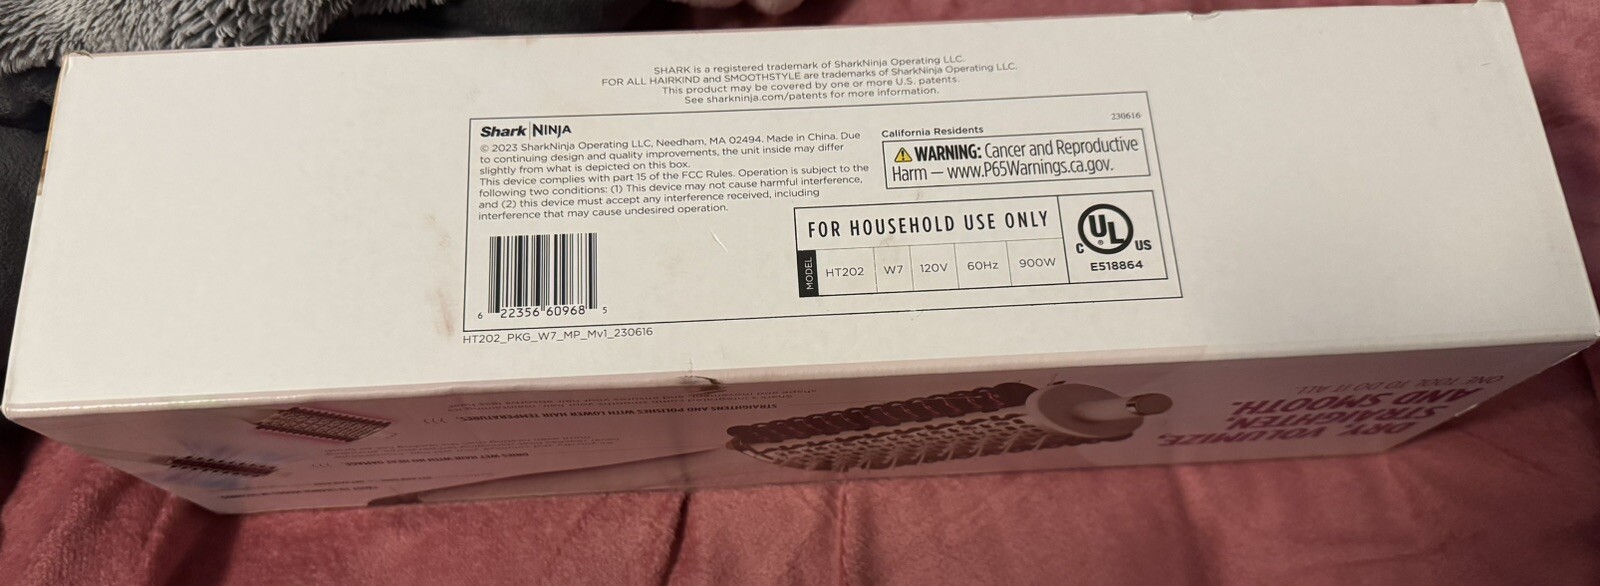 SHARK is a registered trademark of SharkNinja Operating LLC.
FOR ALL HAIRKIND and SMOOTHSTYLE are trademarks of SharkNinja Operating LLC.
This product may be covered by one or more U.S. patents.
See sharkninja.com/patents for more information.
230616
Shark | NINJA
© 2023 SharkNinja Operating LLC, Needham, MA 02494. Made in China. Due
to continuing design and quality improvements, the unit inside may differ
slightly from what is depicted on this box.
This device complies with part 15 of the FCC Rules. Operation is subject to the
following two conditions: (1) This device may not cause harmful interference,
and (2) this device must accept any interference received, including
interference that may cause undesired operation.
California Residents
WARNING: Cancer and Reproductive
Harm — www.P65Warnings.ca.gov.
FOR HOUSEHOLD USE ONLY
MODEL HT202 W7 120V 60Hz 900W
C UL ® US
E518864
6 22356 60968 5
HT202_PKG_W7_MP_Mv1_230616
DRY. VOLUMIZE.
STRAIGHTEN.
AND SMOOTH.
ONE TOOL TO DO IT ALL.
STRAIGHTENS AND POLISHES WITH LOWER HAIR TEMPERATURES.
DRIES WET HAIR WITH NO HEAT DAMAGE.